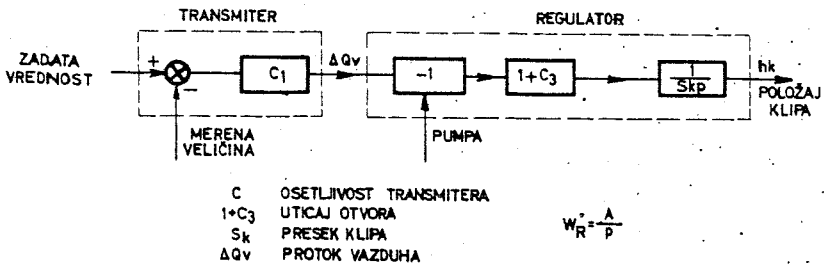 TRANSMITER
REGULATOR
ZADATA
VREDNOST
+
−
C1
ΔQv
-1
1+C3
1
Skp
hk
POLOŽAJ
KLIPA
MERENA
VELIČINA
PUMPA
C OSETLJIVOST TRANSMITERA
1+C3 UTICAJ OTVORA
Sk PRESEK KLIPA
ΔQv PROTOK VAZDUHA
WR = A
p